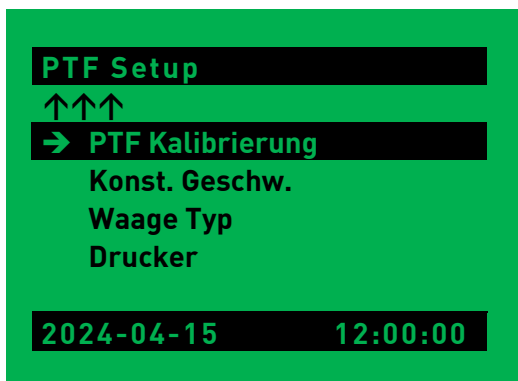 PTF Setup
↑↑↑
→ PTF Kalibrierung
Konst. Geschw.
Waage Typ
Drucker
2024-04-15 12:00:00